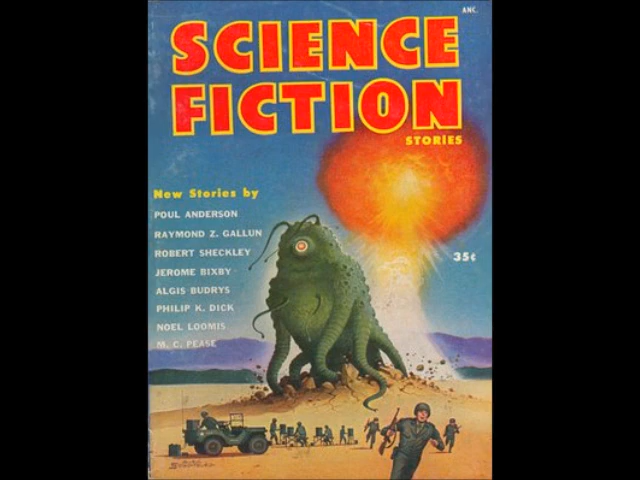 ANC.
SCIENCE
FICTION
STORIES
New Stories by
POUL ANDERSON
RAYMOND Z. GALLUN
ROBERT SHECKLEY
JEROME BIXBY
ALGIS BUDRYS
PHILIP K. DICK
NOEL LOOMIS
M. C. PEASE
35¢